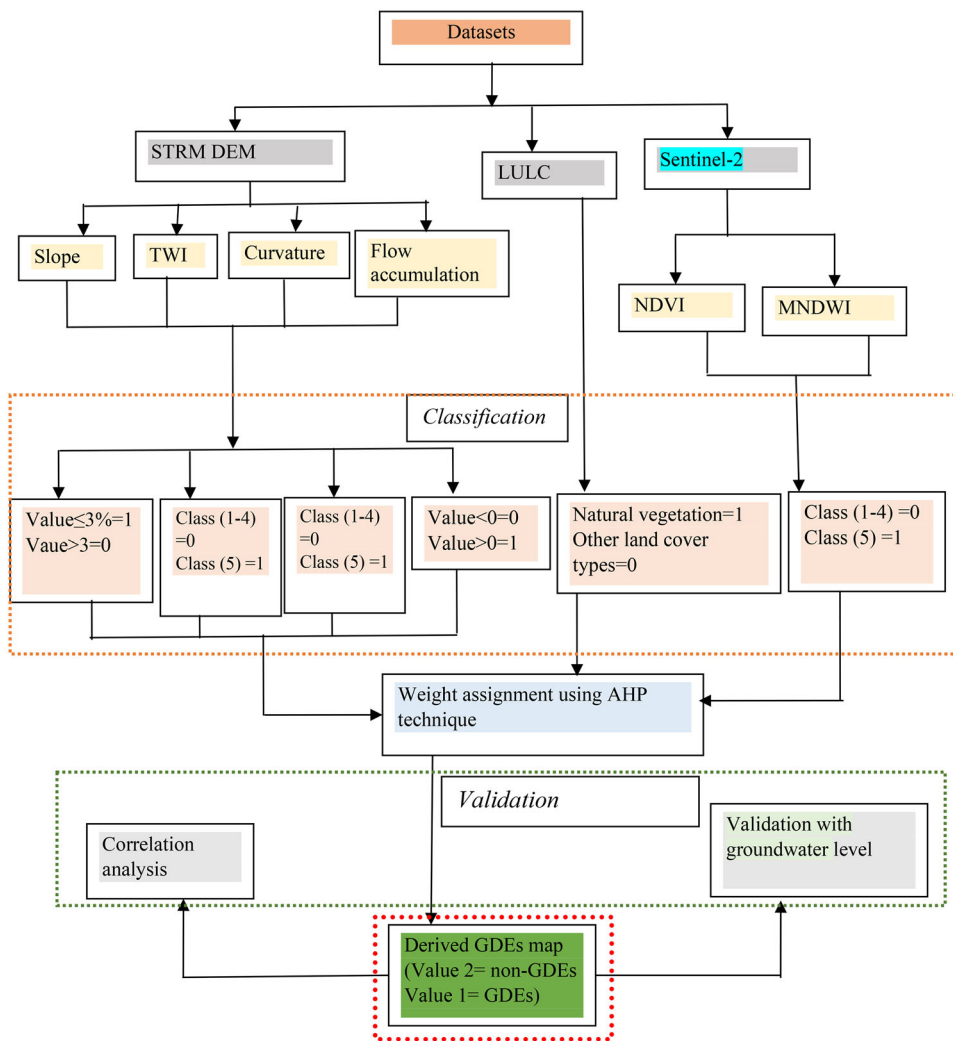 Datasets
STRM DEM
LULC
Sentinel-2
Slope
TWI
Curvature
Flow
accumulation
NDVI
MNDWI
Classification
Value≤3%=1
Vaue>3=0
Class (1-4)
=0
Class (5) =1
Class (1-4)
=0
Class (5) =1
Value<0=0
Value>0=1
Natural vegetation=1
Other land cover
types=0
Class (1-4) =0
Class (5) =1
Weight assignment using AHP
technique
Validation
Correlation
analysis
Validation with
groundwater level
Derived GDEs map
(Value 2= non-GDEs
Value 1= GDEs)